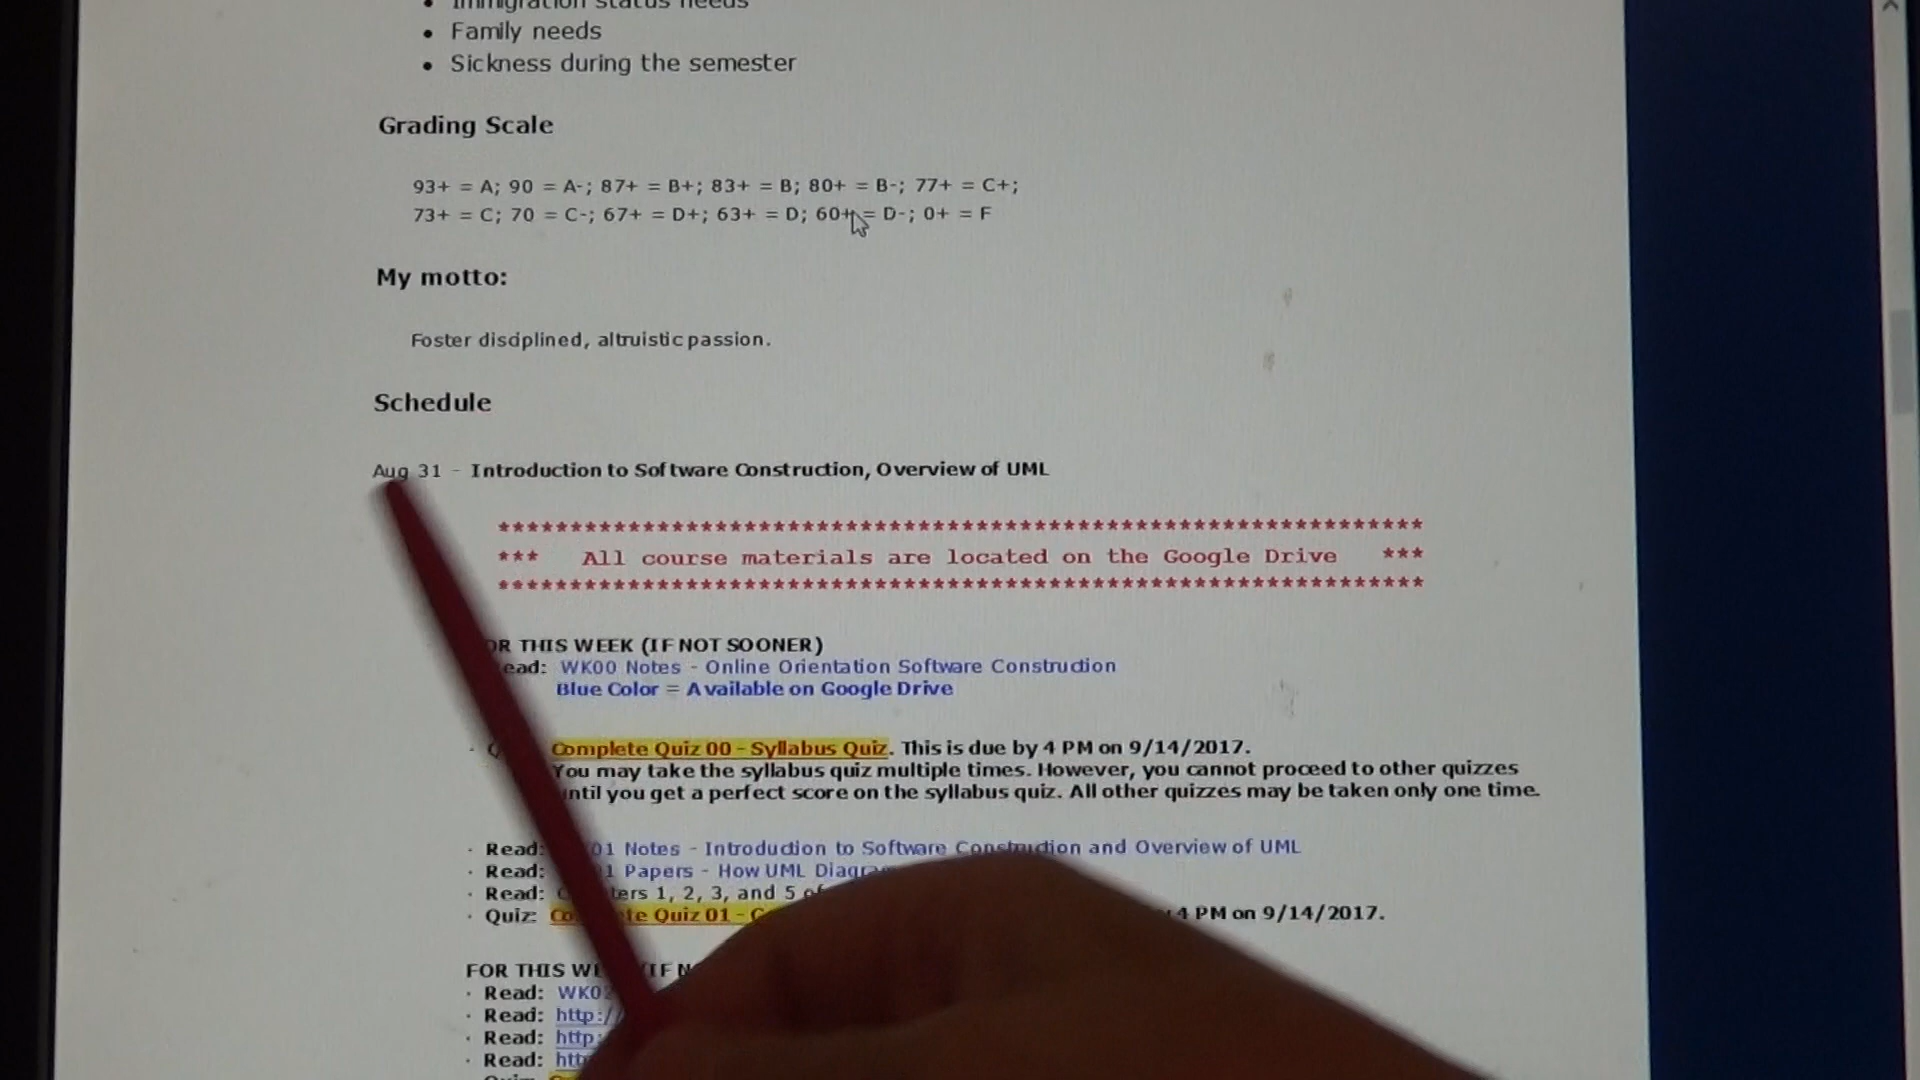 Immigration status needs
Family needs
Sickness during the semester
Grading Scale
93+ = A; 90 = A-; 87+ = B+; 83+ = B; 80+ = B-; 77+ = C+;
73+ = C; 70 = C-; 67+ = D+; 63+ = D; 60+ = D-; 0+ = F
My motto:
Foster disciplined, altruistic passion.
Schedule
Aug 31 - Introduction to Software Construction, Overview of UML
****************************************************************
*** All course materials are located on the Google Drive ***
****************************************************************
THIS WEEK (IF NOT SOONER)
WK00 Notes - Online Orientation Software Construction
Blue Color = Available on Google Drive
Complete Quiz 00 - Syllabus Quiz. This is due by 4 PM on 9/14/2017.
You may take the syllabus quiz multiple times. However, you cannot proceed to other quizzes
until you get a perfect score on the syllabus quiz. All other quizzes may be taken only one time.
· Read: 01 Notes - Introduction to Software Construction and Overview of UML
· Read: Papers - How UML
· Read: 1, 2, 3, and 5
· Quiz: Quiz 01 - 4 PM on 9/14/2017.
FOR THIS
· Read:
· Read: http:/
· Read: http:
· Read: